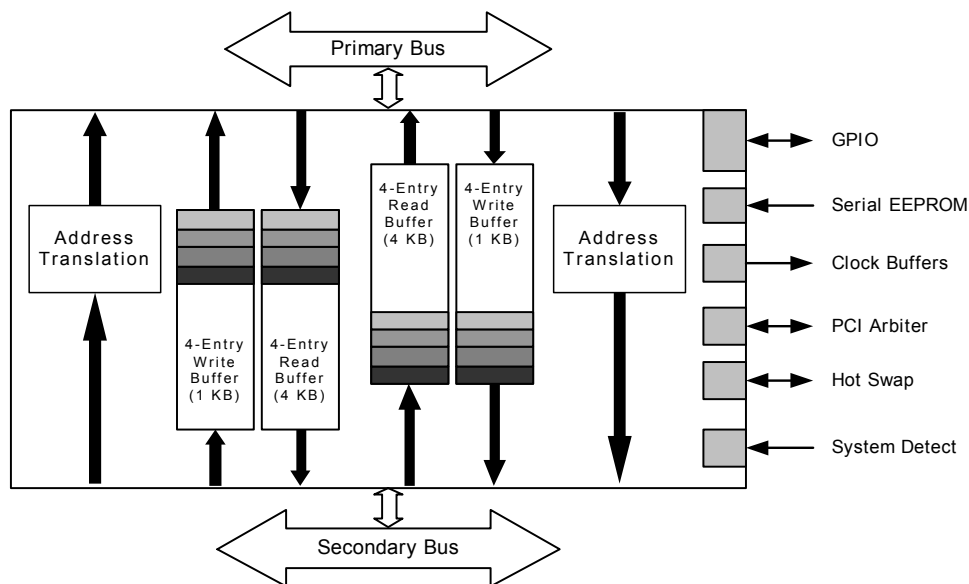 Primary Bus
GPIO
Serial EEPROM
Clock Buffers
PCI Arbiter
Hot Swap
System Detect
Address
Translation
4-Entry
Write
Buffer
(1 KB)
4-Entry
Read
Buffer
(4 KB)
4-Entry
Read
Buffer
(4 KB)
4-Entry
Write
Buffer
(1 KB)
Address
Translation
Secondary Bus